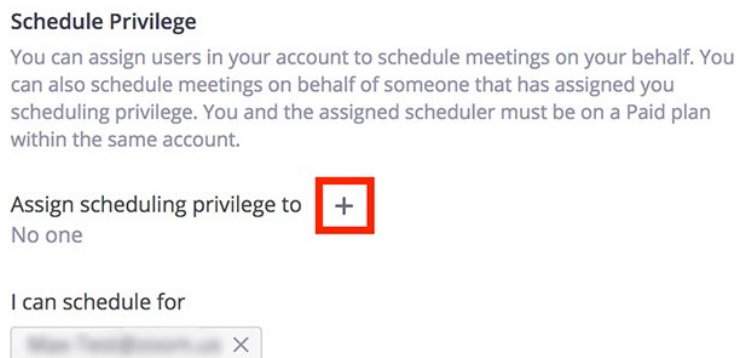 Schedule Privilege
You can assign users in your account to schedule meetings on your behalf. You
can also schedule meetings on behalf of someone that has assigned you
scheduling privilege. You and the assigned scheduler must be on a Paid plan
within the same account.
Assign scheduling privilege to +
No one
I can schedule for